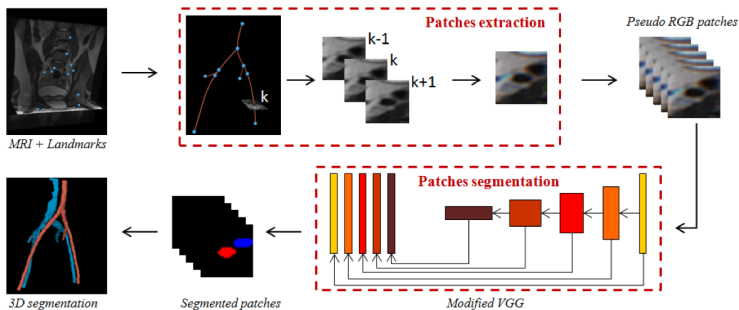 Patches extraction
Pseudo RGB patches
k-1
k
k+1
k
MRI + Landmarks
Patches segmentation
3D segmentation
Segmented patches
Modified VGG